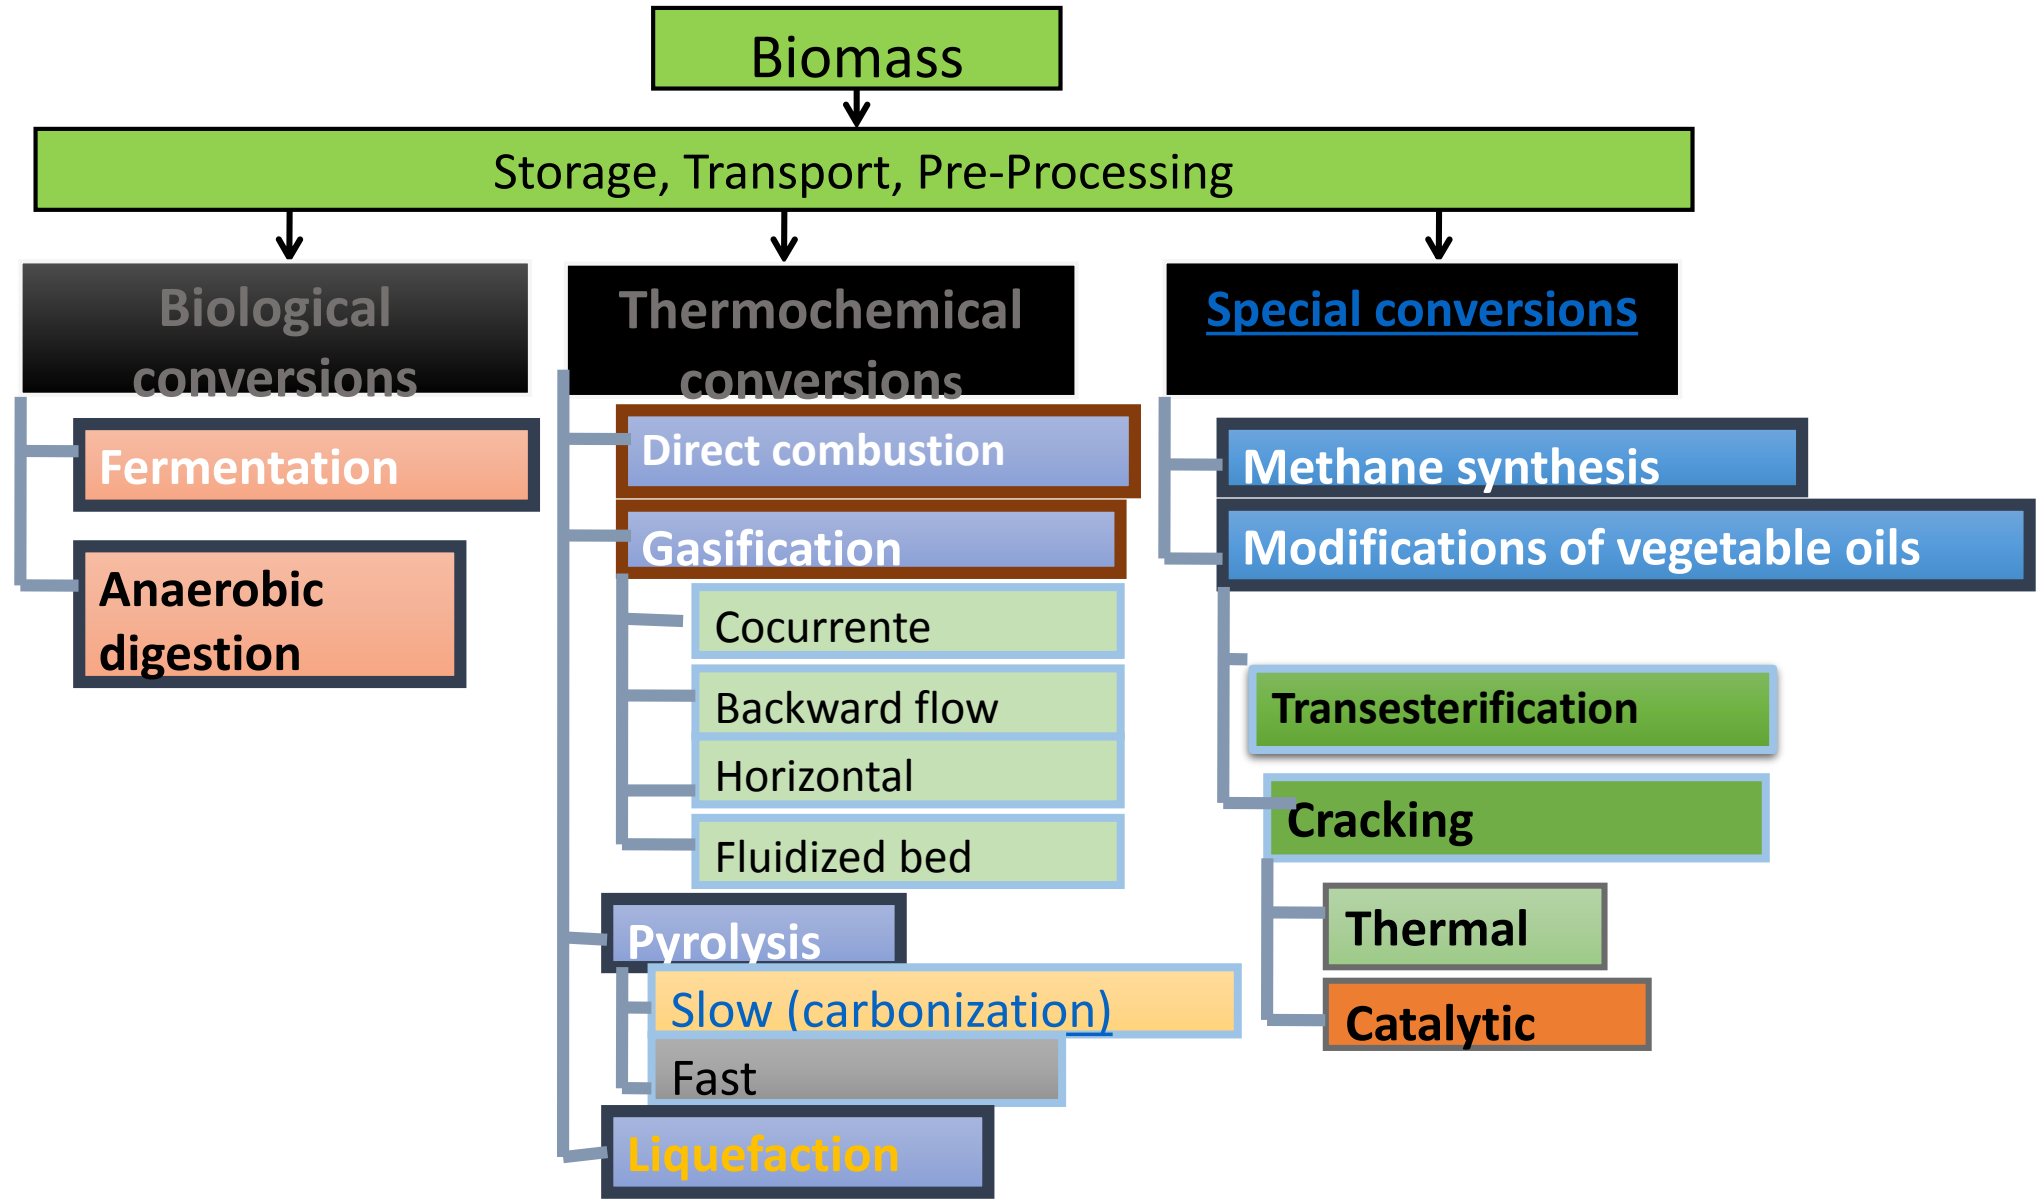 Biomass
Storage, Transport, Pre-Processing
Biological
conversions
Fermentation
Anaerobic
digestion
Thermochemical
conversions
Direct combustion
Gasification
Cocurrente
Backward flow
Horizontal
Fluidized bed
Pyrolysis
Slow (carbonization)
Fast
Liquefaction
Special conversions
Methane synthesis
Modifications of vegetable oils
Transesterification
Cracking
Thermal
Catalytic